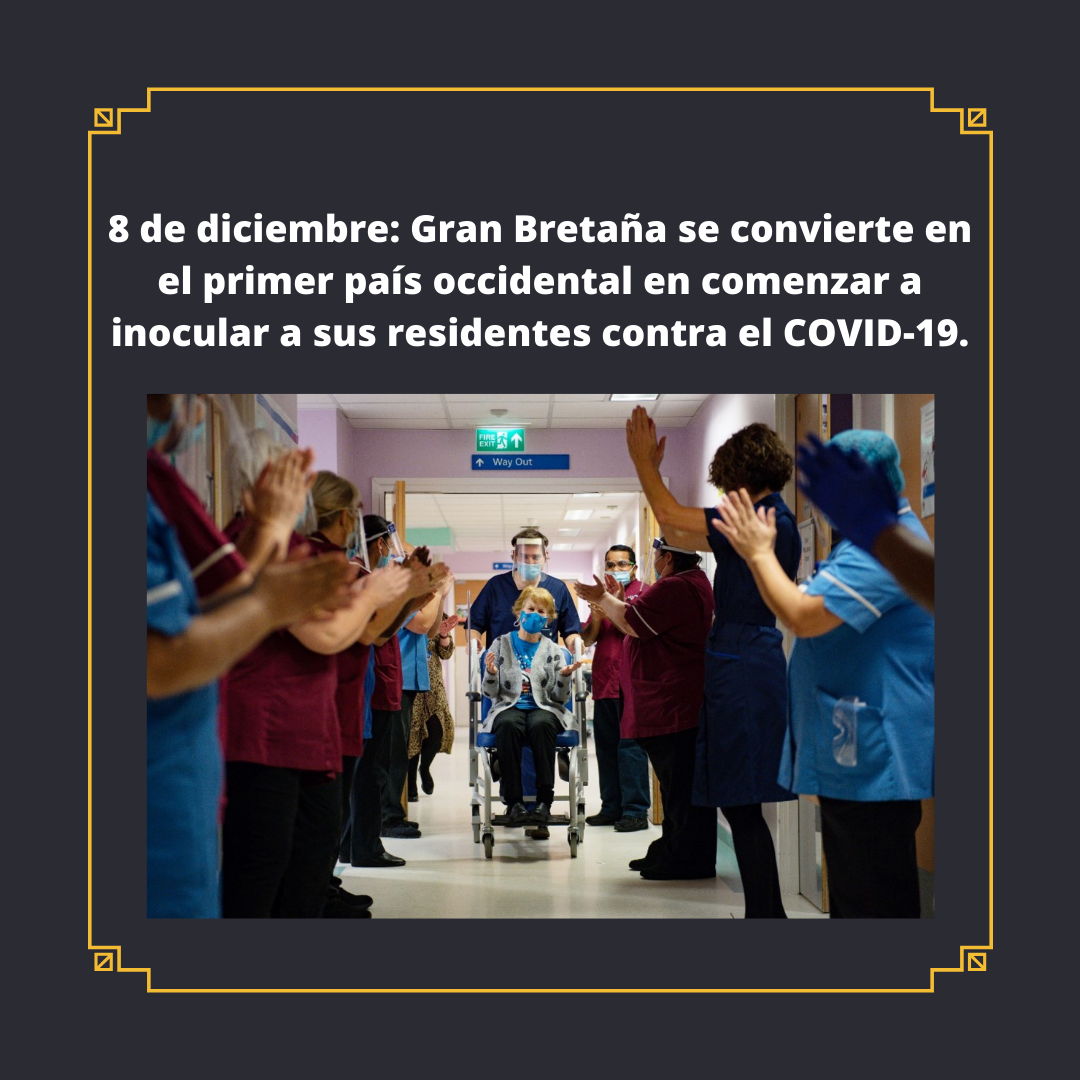 8 de diciembre: Gran Bretaña se convierte en
el primer país occidental en comenzar a
inocular a sus residentes contra el COVID-19.
FIRE
EXIT
Way Out